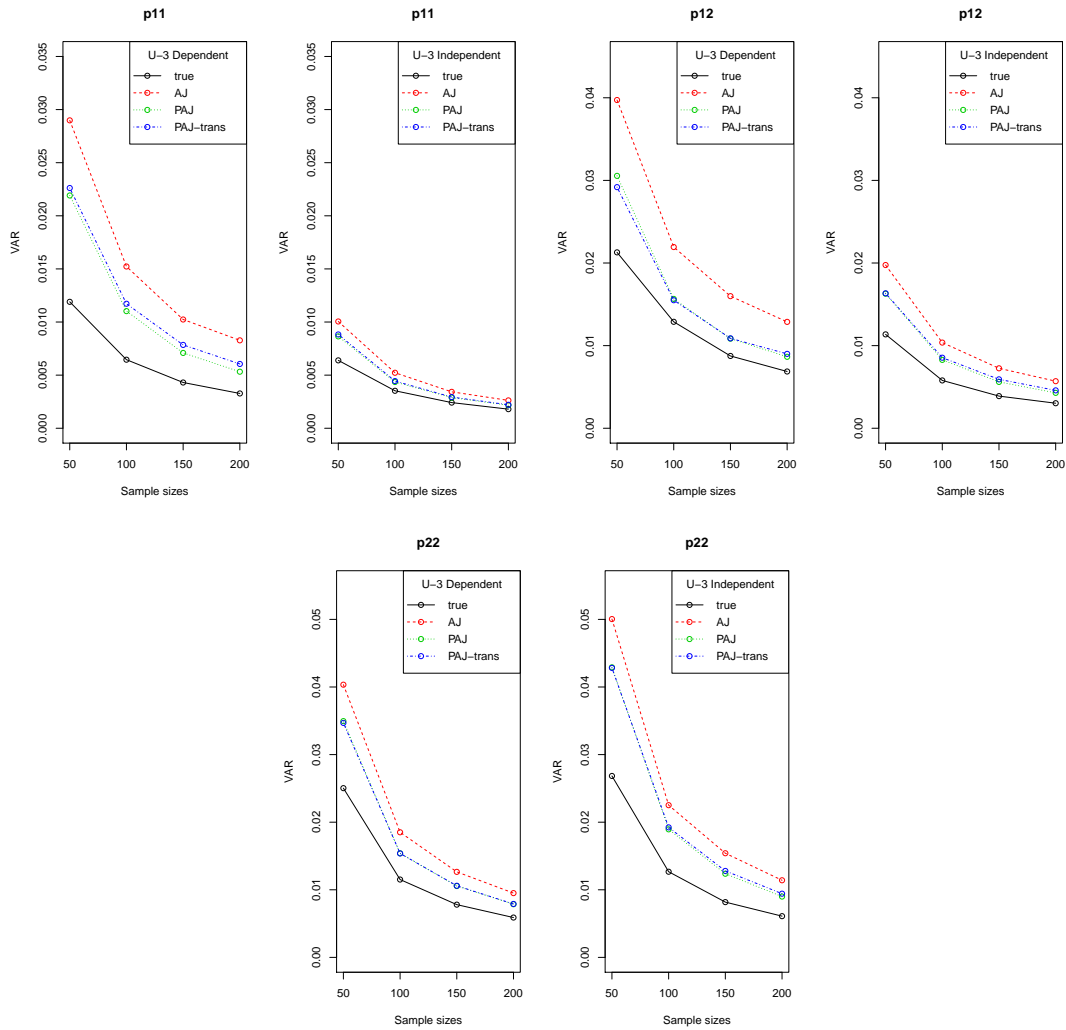 p11
0.035
0.030
0.025
0.020
0.015
0.010
0.005
0.000
VAR
50 100 150 200
Sample sizes
U−3 Dependent
true
AJ
PAJ
PAJ−trans
p11
0.035
0.030
0.025
0.020
0.015
0.010
0.005
0.000
VAR
50 100 150 200
Sample sizes
U−3 Independent
true
AJ
PAJ
PAJ−trans
p12
0.04
0.03
0.02
0.01
0.00
VAR
50 100 150 200
Sample sizes
U−3 Dependent
true
AJ
PAJ
PAJ−trans
p12
0.04
0.03
0.02
0.01
0.00
VAR
50 100 150 200
Sample sizes
U−3 Independent
true
AJ
PAJ
PAJ−trans
p22
0.05
0.04
0.03
0.02
0.01
0.00
VAR
50 100 150 200
Sample sizes
U−3 Dependent
true
AJ
PAJ
PAJ−trans
p22
0.05
0.04
0.03
0.02
0.01
0.00
VAR
50 100 150 200
Sample sizes
U−3 Independent
true
AJ
PAJ
PAJ−trans